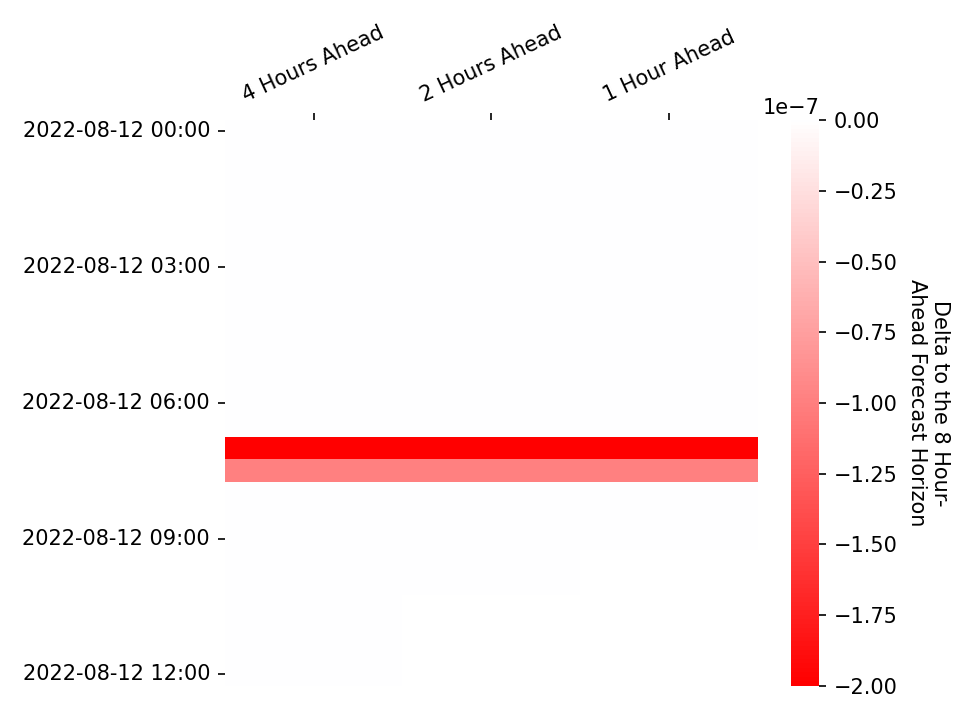 4 Hours Ahead
2 Hours Ahead
1 Hour Ahead
2022-08-12 00:00
2022-08-12 03:00
2022-08-12 06:00
2022-08-12 09:00
2022-08-12 12:00
1e−7
0.00
−0.25
−0.50
−0.75
−1.00
−1.25
−1.50
−1.75
−2.00
Delta to the 8 Hour-
Ahead Forecast Horizon